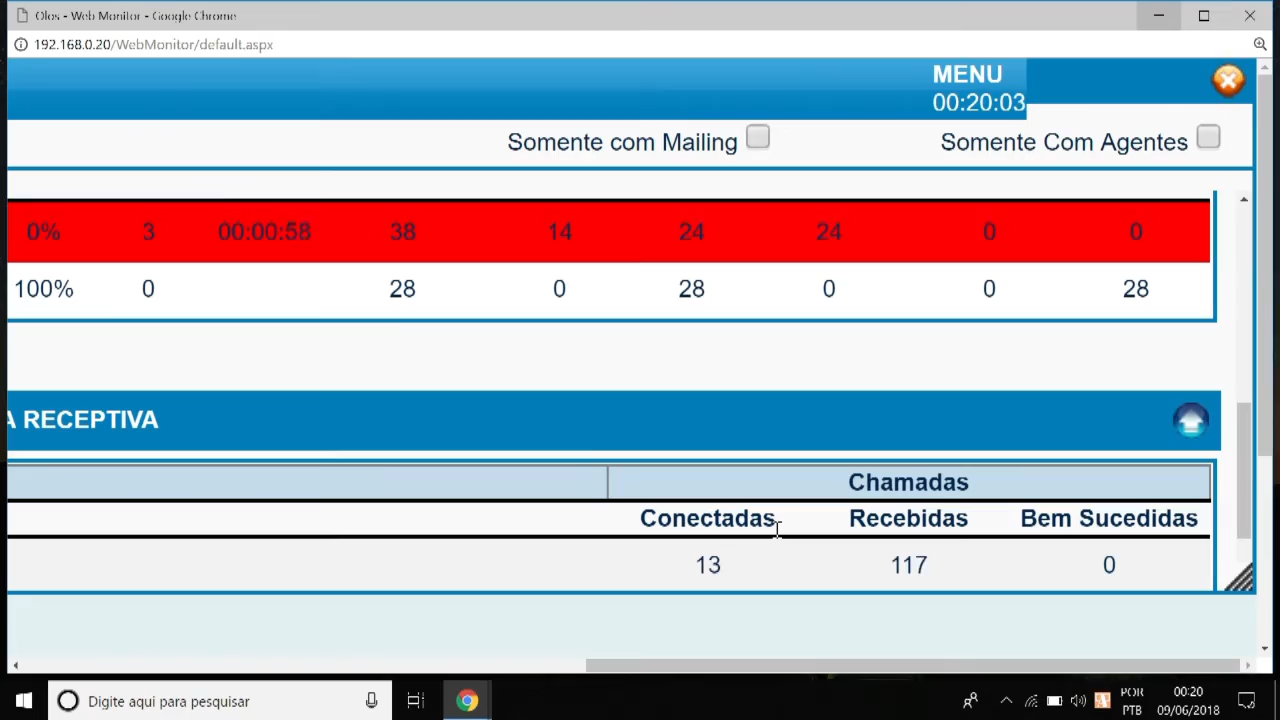 Olos - Web Monitor - Google Chrome
192.168.0.20/WebMonitor/default.aspx
MENU
00:20:03
Somente com Mailing
Somente Com Agentes
0% 3 00:00:58 38 14 24 24 0 0
100% 0 28 0 28 0 0 28
A RECEPTIVA
Chamadas
Conectadas Recebidas Bem Sucedidas
13 117 0
Digite aqui para pesquisar
POR 00:20
PTB 09/06/2018